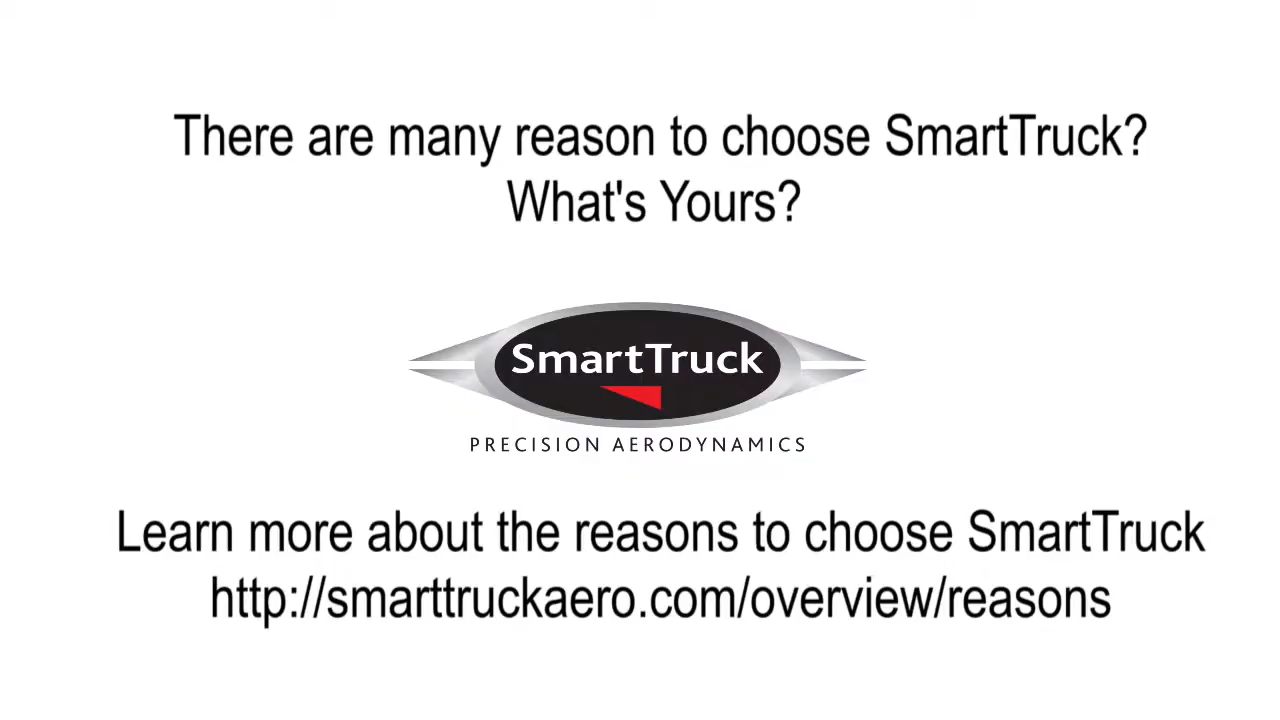 There are many reason to choose SmartTruck?
What's Yours?
SmartTruck
PRECISION AERODYNAMICS
Learn more about the reasons to choose SmartTruck
http://smarttruckaero.com/overview/reasons